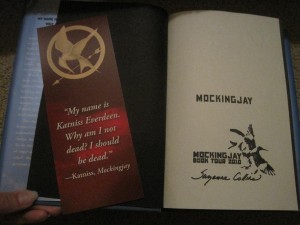 "My name is
Katniss Everdeen.
Why am I not
dead? I should
be dead."
—Katniss, Mockingjay
MOCKINGJAY
MOCKINGJAY
BOOK TOUR 2010